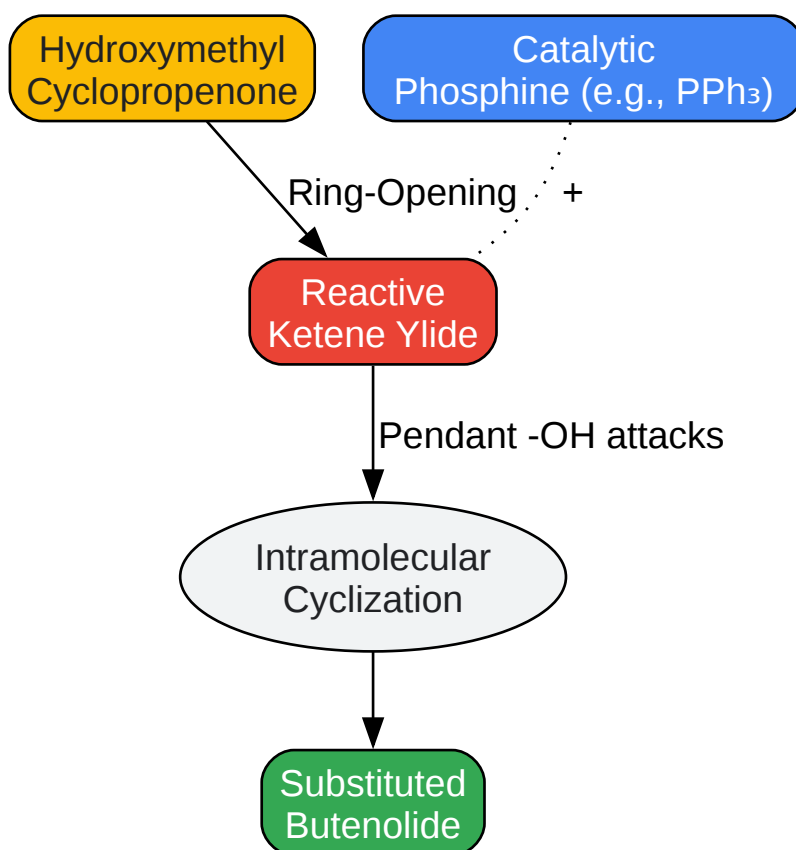 Hydroxymethyl
Cyclopropenone
Catalytic
Phosphine (e.g., PPh₃)
Ring-Opening
+
Reactive
Ketene Ylide
Pendant -OH attacks
Intramolecular
Cyclization
Substituted
Butenolide